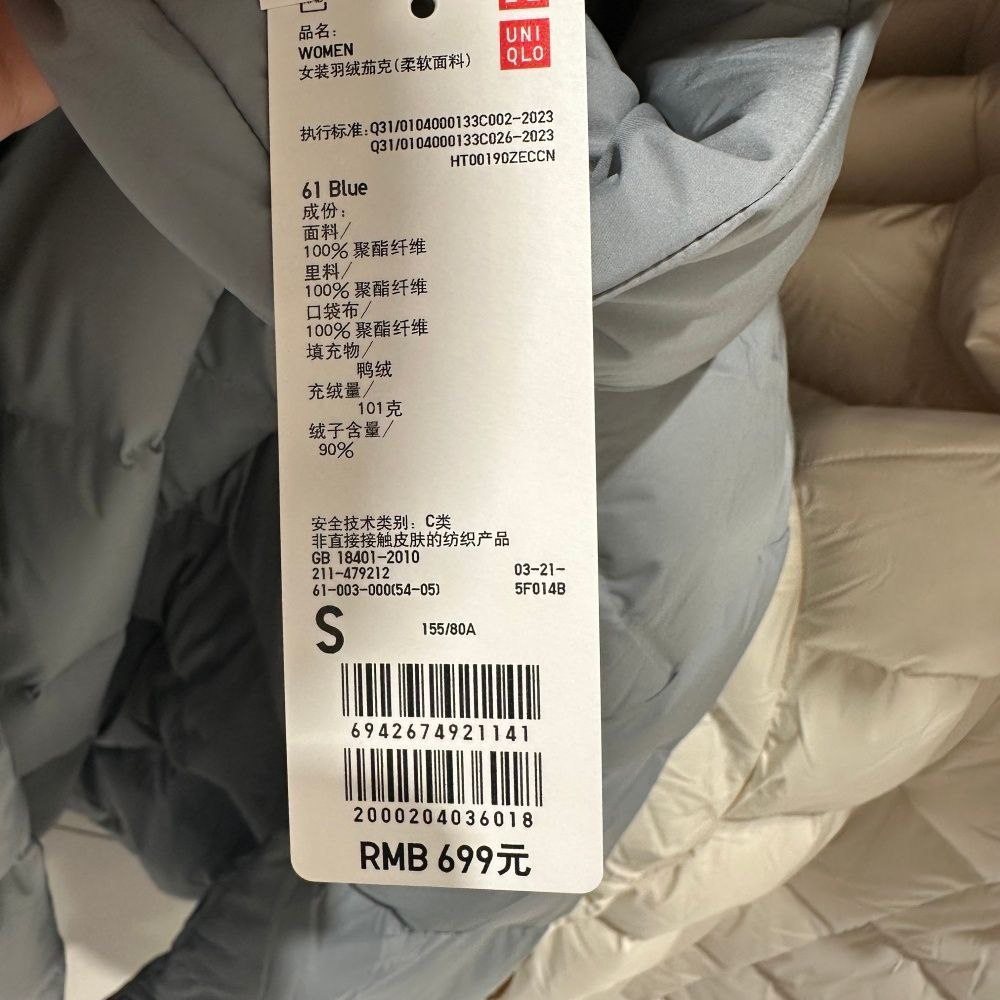 品名:
WOMEN
女装羽绒茄克(柔软面料)
UNI
QLO
执行标准:Q31/0104000133C002-2023
Q31/0104000133C026-2023
HT00190ZECCN
61 Blue
成份:
面料/
100% 聚酯纤维
里料/
100% 聚酯纤维
口袋布/
100% 聚酯纤维
填充物/
鸭绒
充绒量/
101克
绒子含量/
90%
安全技术类别: C类
非直接接触皮肤的纺织产品
GB 18401-2010
211-479212 03-21-
61-003-000(54-05) 5F014B
S 155/80A
6942674921141
2000204036018
RMB 699元